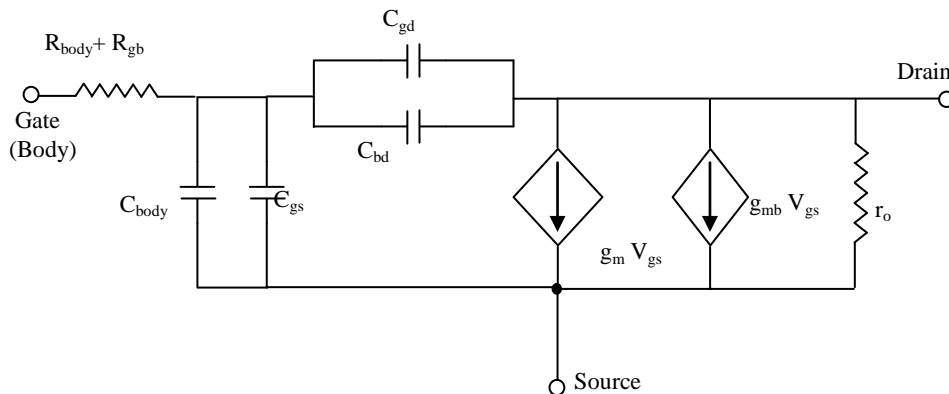 C_gd
R_body+ R_gb
Drain
Gate
(Body)
C_bd
C_body
C_gs
g_mb V_gs
r_o
g_m V_gs
Source